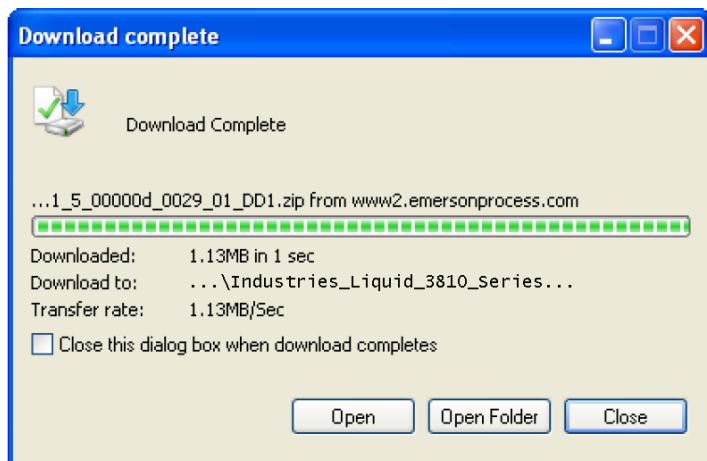 Download complete
Download Complete
...1_5_00000d_0029_01_DD1.zip from www2.emersonprocess.com
Downloaded: 1.13MB in 1 sec
Download to: ...\Industries_Liquid_3810_Series...
Transfer rate: 1.13MB/Sec
Close this dialog box when download completes
Open Open Folder Close